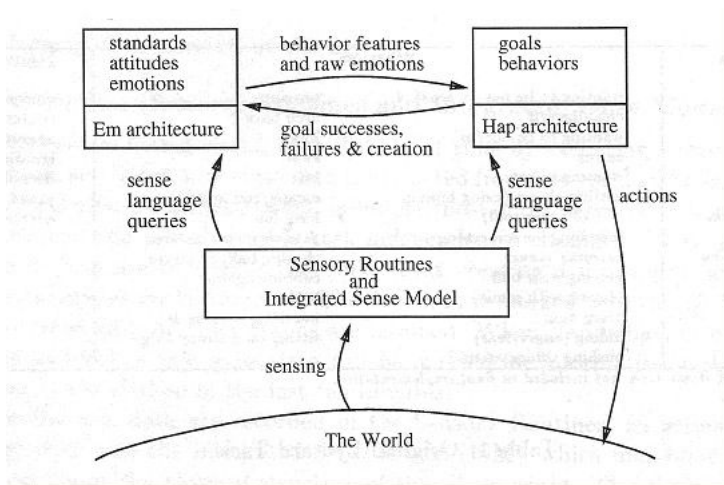 standards
attitudes
emotions
Em architecture
behavior features
and raw emotions
goal successes,
failures & creation
goals
behaviors
Hap architecture
sense
language
queries
sense
language
queries
actions
Sensory Routines
and
Integrated Sense Model
sensing
The World